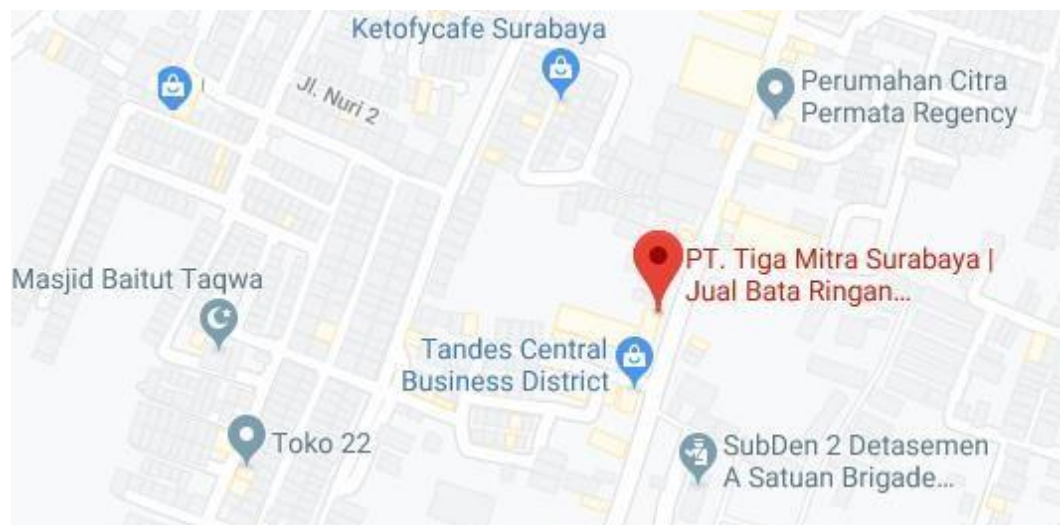 Ketofycafe Surabaya
Jl. Nuri 2
Perumahan Citra
Permata Regency
PT. Tiga Mitra Surabaya |
Jual Bata Ringan...
Masjid Baitut Taqwa
Tandes Central
Business District
Toko 22
SubDen 2 Detasemen
A Satuan Brigade...